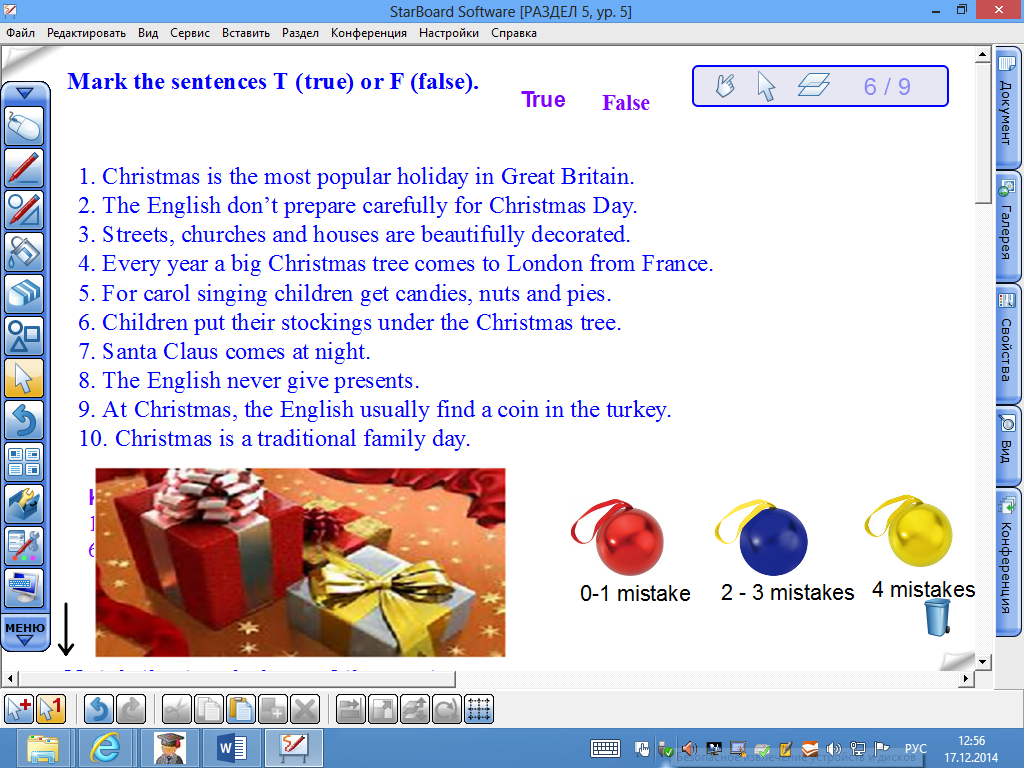 StarBoard Software [РАЗДЕЛ 5, ур. 5]
Файл Редактировать Вид Сервис Вставить Раздел Конференция Настройки Справка
Mark the sentences T (true) or F (false).
True False
6 / 9
1. Christmas is the most popular holiday in Great Britain.
2. The English don’t prepare carefully for Christmas Day.
3. Streets, churches and houses are beautifully decorated.
4. Every year a big Christmas tree comes to London from France.
5. For carol singing children get candies, nuts and pies.
6. Children put their stockings under the Christmas tree.
7. Santa Claus comes at night.
8. The English never give presents.
9. At Christmas, the English usually find a coin in the turkey.
10. Christmas is a traditional family day.
0-1 mistake
2 - 3 mistakes
4 mistakes
МЕНЮ
Документ
Галерея
Свойства
Вид
Конференция
РУС
12:56
17.12.2014